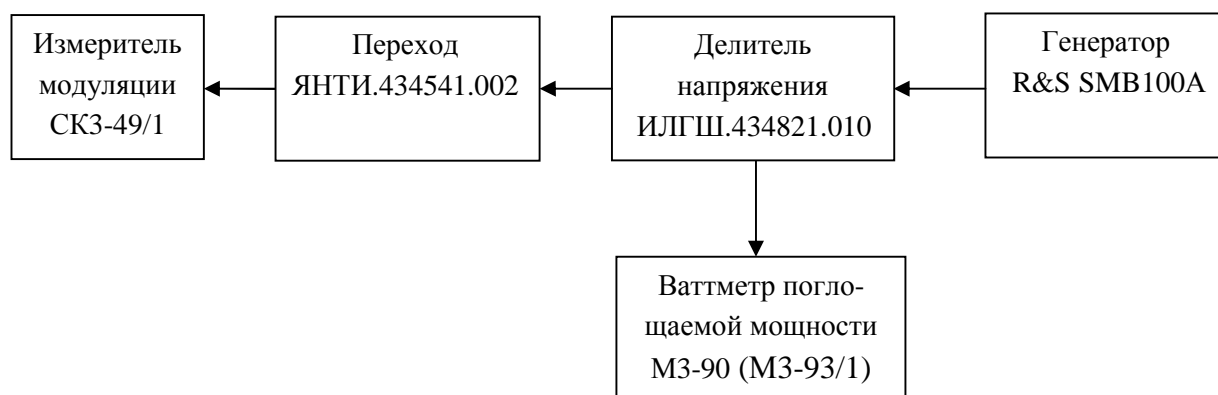 Измеритель
модуляции
СК3-49/1
Переход
ЯНТИ.434541.002
Делитель
напряжения
ИЛГШ.434821.010
Генератор
R&S SMB100A
Ваттметр погло-
щаемой мощности
М3-90 (М3-93/1)